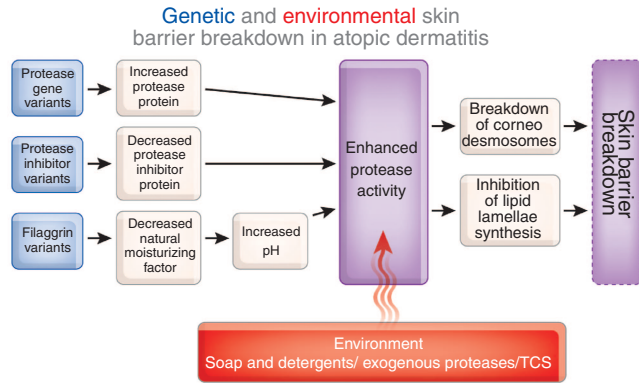 Genetic and environmental skin
barrier breakdown in atopic dermatitis
Protease
gene
variants
Increased
protease
protein
Protease
inhibitor
variants
Decreased
protease
inhibitor
protein
Filaggrin
variants
Decreased
natural
moisturizing
factor
Increased
pH
Enhanced
protease
activity
Breakdown
of corneo
desmosomes
Inhibition
of lipid
lamellae
synthesis
Skin barrier
breakdown
Environment
Soap and detergents/ exogenous proteases/TCS